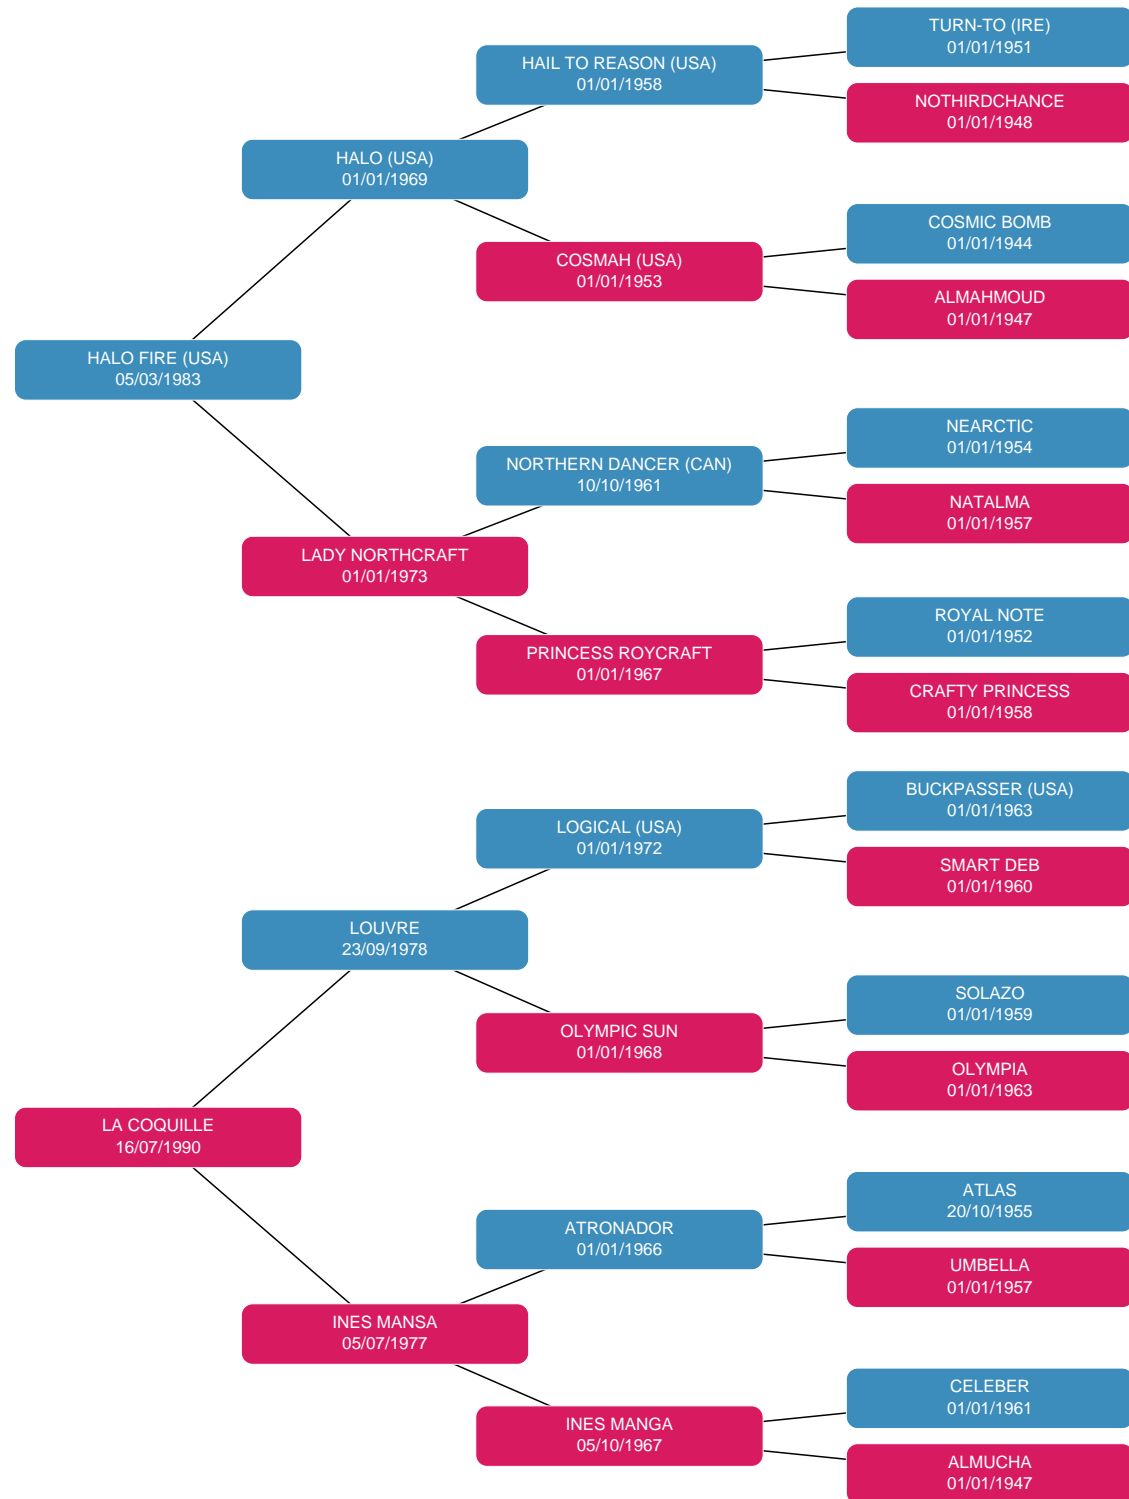 TURN-TO (IRE)
01/01/1951
HAIL TO REASON (USA)
01/01/1958
NOTHIRDCHANCE
01/01/1948
HALO (USA)
01/01/1969
COSMIC BOMB
01/01/1944
COSMAH (USA)
01/01/1953
ALMAHMOUD
01/01/1947
HALO FIRE (USA)
05/03/1983
NEARCTIC
01/01/1954
NORTHERN DANCER (CAN)
10/10/1961
NATALMA
01/01/1957
LADY NORTHCRAFT
01/01/1973
ROYAL NOTE
01/01/1952
PRINCESS ROYCRAFT
01/01/1967
CRAFTY PRINCESS
01/01/1958
BUCKPASSER (USA)
01/01/1963
LOGICAL (USA)
01/01/1972
SMART DEB
01/01/1960
LOUVRE
23/09/1978
SOLAZO
01/01/1959
OLYMPIC SUN
01/01/1968
OLYMPIA
01/01/1963
LA COQUILLE
16/07/1990
ATLAS
20/10/1955
ATRONADOR
01/01/1966
UMBELLA
01/01/1957
INES MANSA
05/07/1977
CELEBER
01/01/1961
INES MANGA
05/10/1967
ALMUCHA
01/01/1947